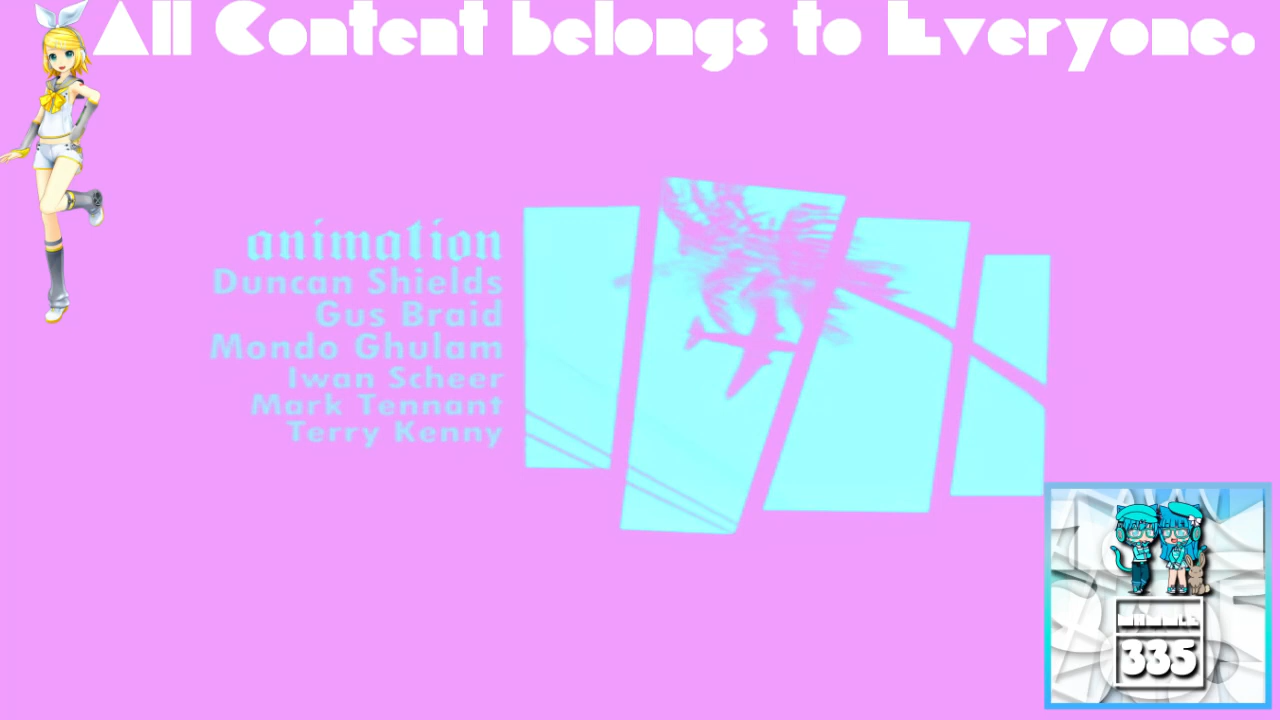 All Content belongs to Everyone.
animation
Duncan Shields
Gus Braid
Mondo Ghulam
Iwan Scheer
Mark Tennant
Terry Kenny
335